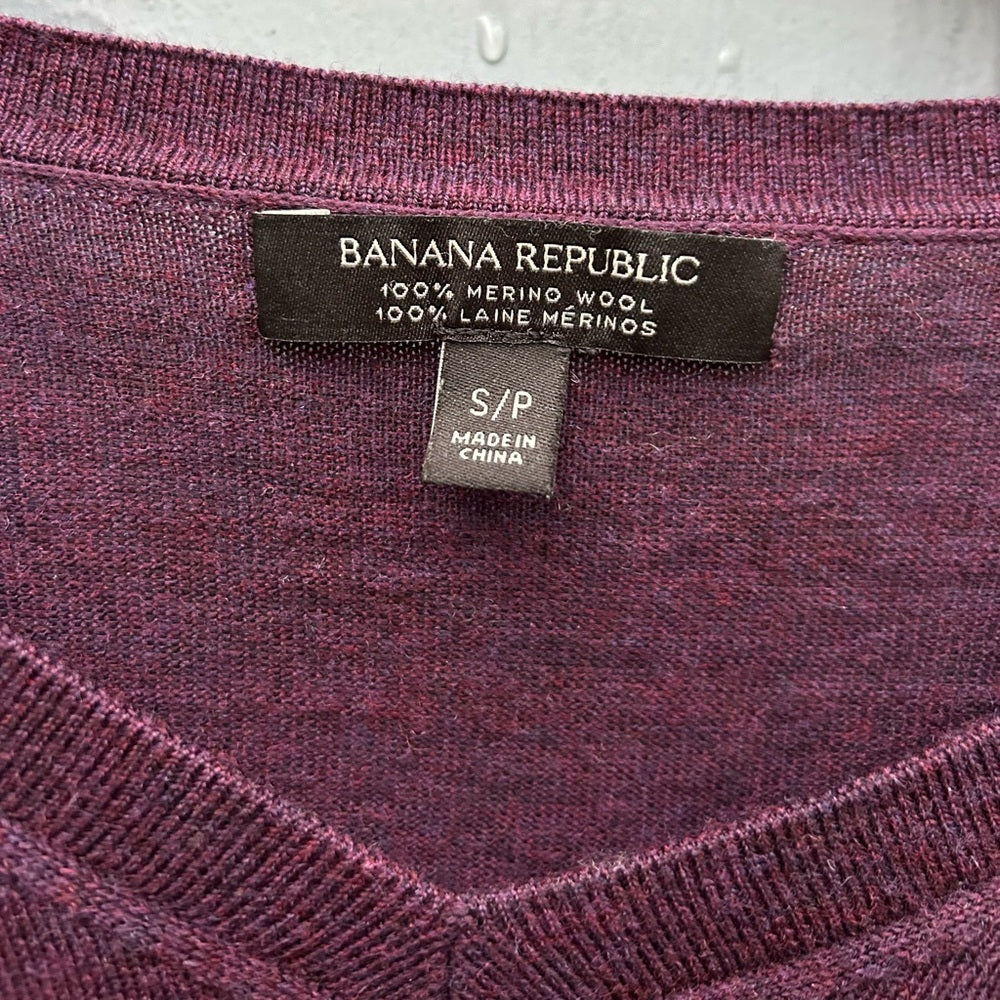 BANANA REPUBLIC
100% MERINO WOOL
100% LAINE MÉRINOS
S/P
MADE IN
CHINA